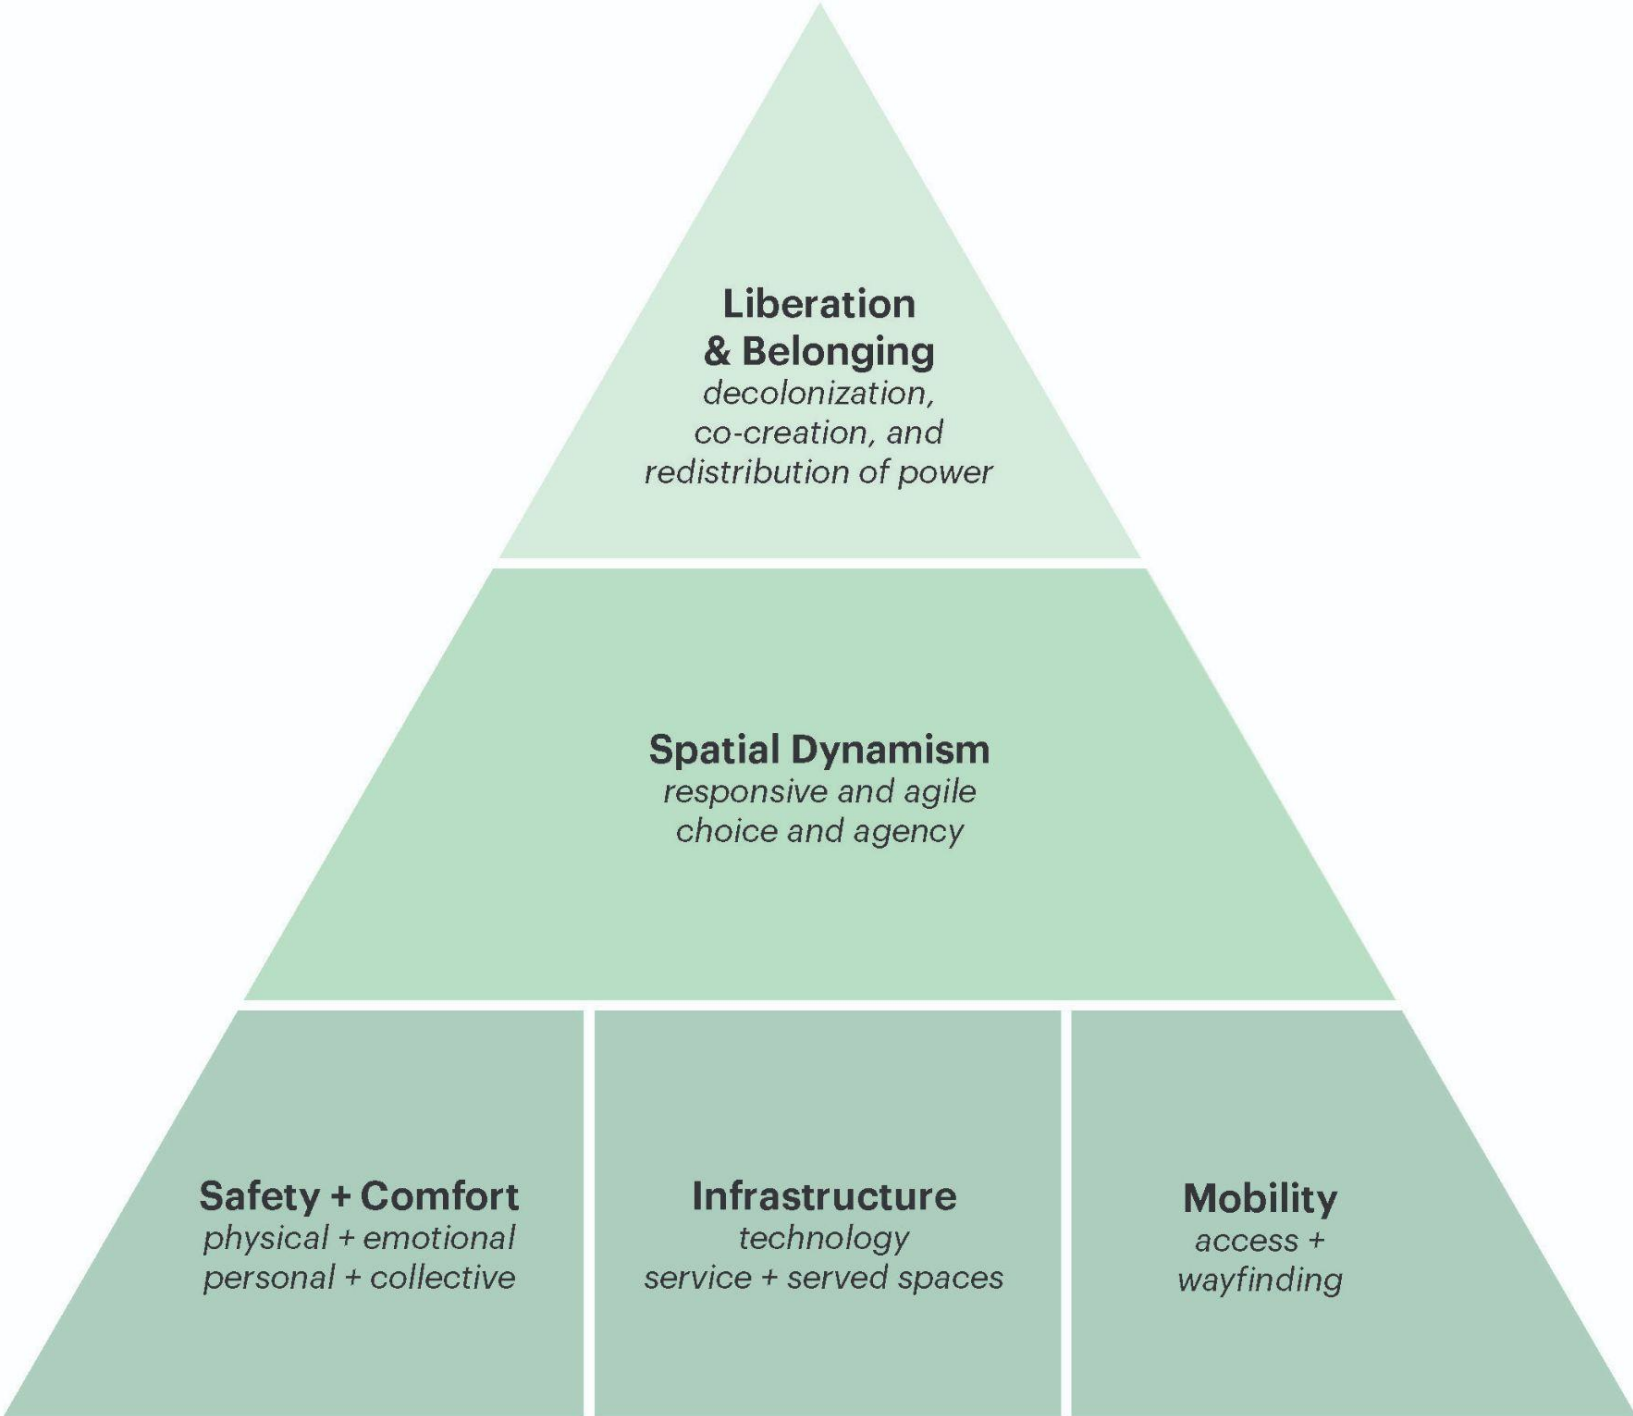 Liberation
& Belonging
decolonization,
co-creation, and
redistribution of power
Spatial Dynamism
responsive and agile
choice and agency
Safety + Comfort
physical + emotional
personal + collective
Infrastructure
technology
service + served spaces
Mobility
access +
wayfinding